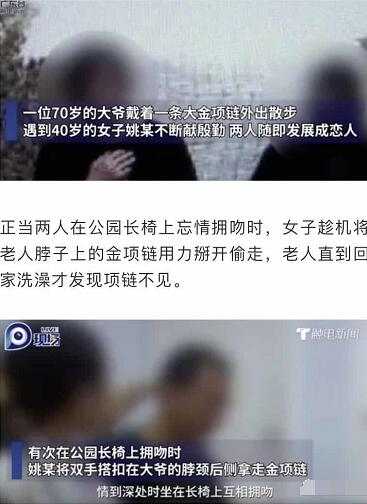 一位70岁的大爷戴着一条大金项链外出散步
遇到40岁的女子姚某不断献殷勤 两人随即发展成恋人
正当两人在公园长椅上忘情拥吻时，女子趁机将
老人脖子上的金项链用力掰开偷走，老人直到回
家洗澡才发现项链不见。
现场
触电新闻
有次在公园长椅上拥吻时
姚某将双手搭扣在大爷的脖颈后侧拿走金项链
情到深处时坐在长椅上互相拥吻